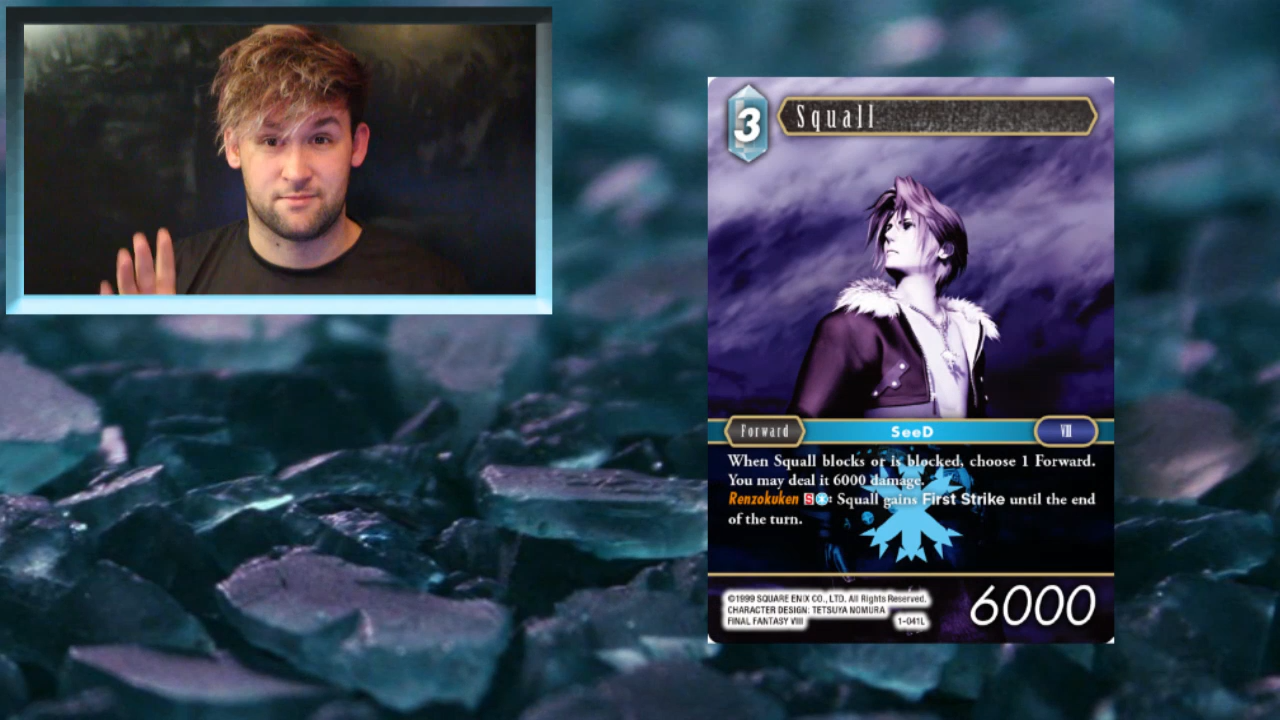 3
Squall
Forward
SeeD
VIII
When Squall blocks or is blocked, choose 1 Forward.
You may deal it 6000 damage.
Renzokuken S : Squall gains First Strike until the end
of the turn.
©1999 SQUARE ENIX CO., LTD. All Rights Reserved.
CHARACTER DESIGN: TETSUYA NOMURA
FINAL FANTASY VIII
1-041L
6000